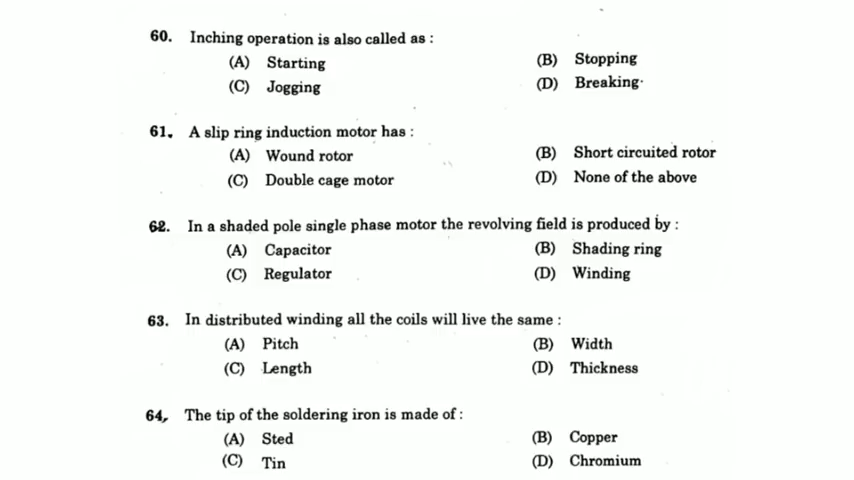 60. Inching operation is also called as :
(A) Starting (B) Stopping
(C) Jogging (D) Breaking
61. A slip ring induction motor has :
(A) Wound rotor (B) Short circuited rotor
(C) Double cage motor (D) None of the above
62. In a shaded pole single phase motor the revolving field is produced by :
(A) Capacitor (B) Shading ring
(C) Regulator (D) Winding
63. In distributed winding all the coils will live the same :
(A) Pitch (B) Width
(C) Length (D) Thickness
64. The tip of the soldering iron is made of :
(A) Sted (B) Copper
(C) Tin (D) Chromium